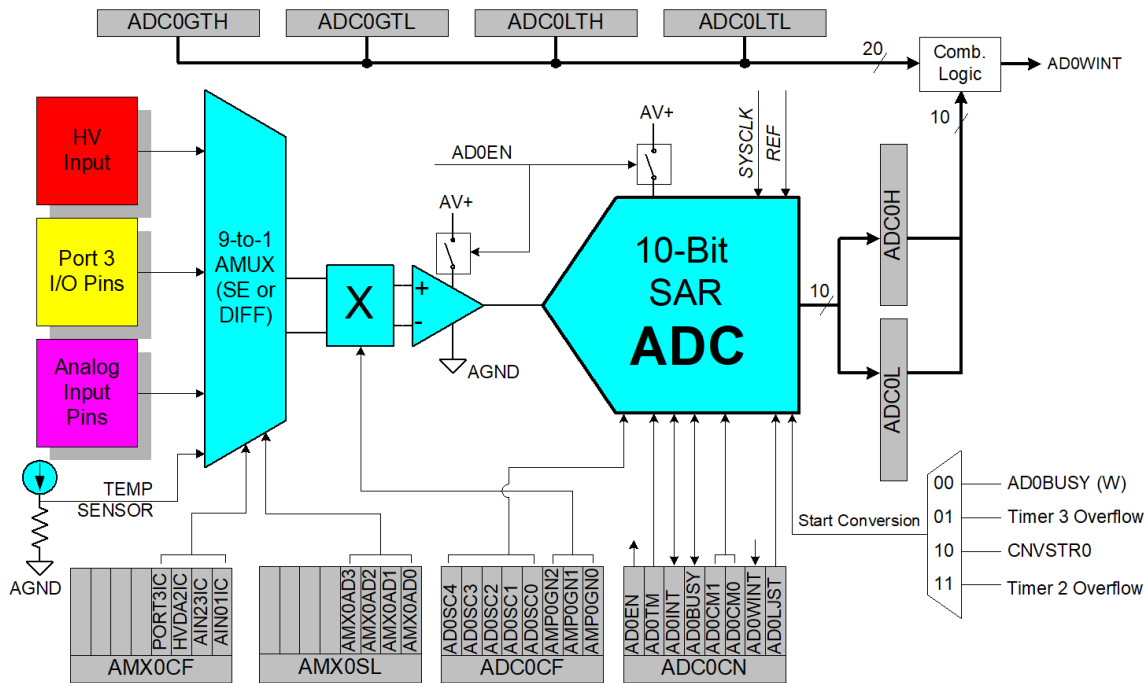 ADC0GTH
ADC0GTL
ADC0LTH
ADC0LTL
20
Comb.
Logic
AD0WINT
10
HV
Input
Port 3
I/O Pins
Analog
Input
Pins
9-to-1
AMUX
(SE or
DIFF)
X
+
-
AV+
AGND
AD0EN
AV+
SYSCLK
REF
10-Bit
SAR
ADC
10
ADC0H
ADC0L
TEMP
SENSOR
AGND
Start Conversion
00
AD0BUSY (W)
01
Timer 3 Overflow
10
CNVSTR0
11
Timer 2 Overflow
PORT3IC
HVDA2IC
AIN23IC
AIN01IC
AMX0CF
AMX0AD3
AMX0AD2
AMX0AD1
AMX0AD0
AMX0SL
AD0SC4
AD0SC3
AD0SC2
AD0SC1
AD0SC0
AMP0GN2
AMP0GN1
AMP0GN0
ADC0CF
AD0EN
AD0TM
AD0INT
AD0BUSY
AD0CM1
AD0CM0
AD0WINT
AD0LJST
ADC0CN